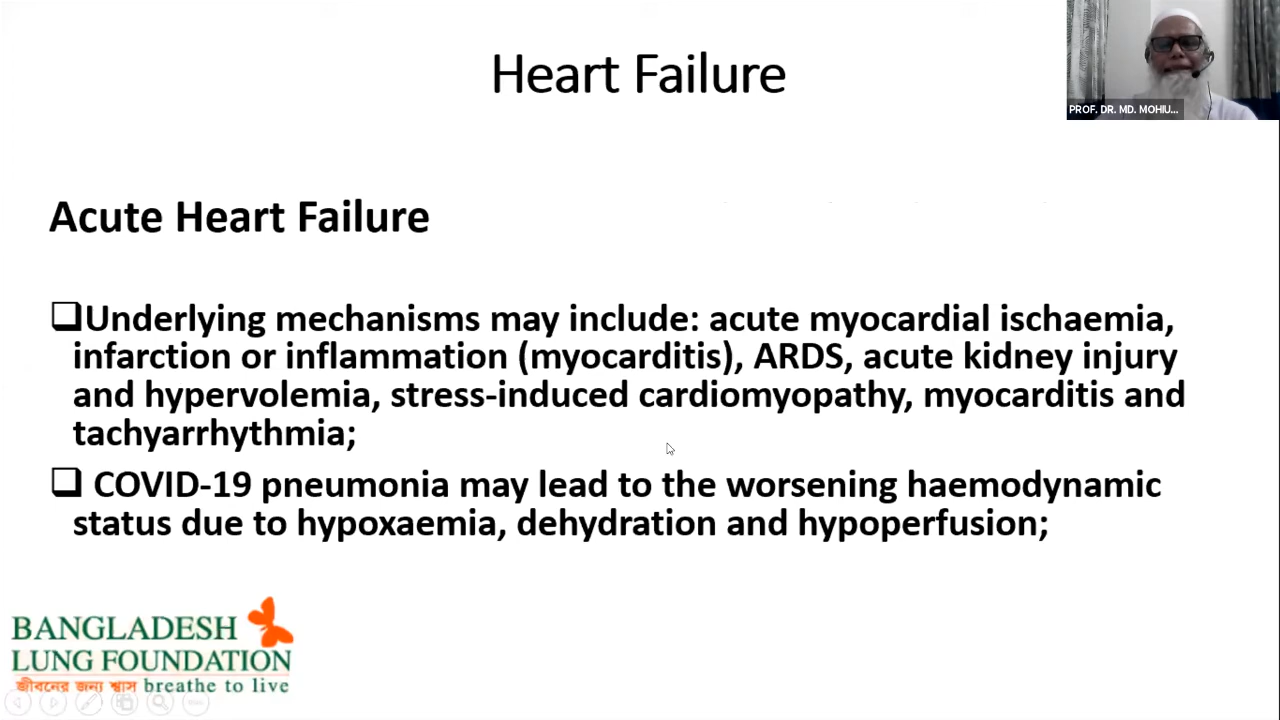 Heart Failure
PROF. DR. MD. MOHIU...
Acute Heart Failure
Underlying mechanisms may include: acute myocardial ischaemia,
infarction or inflammation (myocarditis), ARDS, acute kidney injury
and hypervolemia, stress-induced cardiomyopathy, myocarditis and
tachyarrhythmia;
COVID-19 pneumonia may lead to the worsening haemodynamic
status due to hypoxaemia, dehydration and hypoperfusion;
BANGLADESH
LUNG FOUNDATION
জীবনের জন্য শ্বাস breathe to live